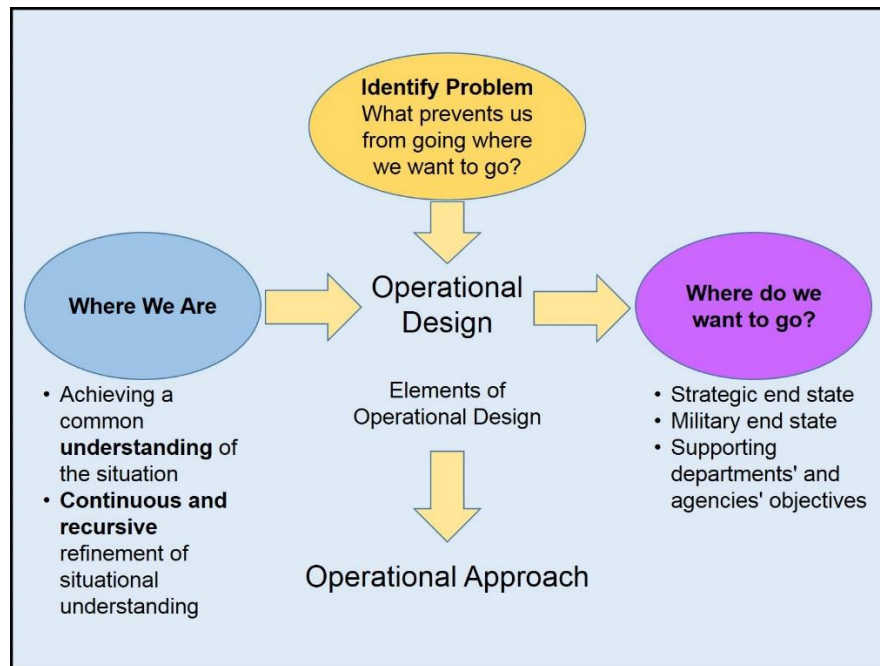 Identify Problem
What prevents us
from going where
we want to go?
Where We Are
Operational
Design
Where do we
want to go?
• Achieving a
common
understanding of
the situation
• Continuous and
recursive
refinement of
situational
understanding
Elements of
Operational Design
• Strategic end state
• Military end state
• Supporting
departments' and
agencies' objectives
Operational Approach